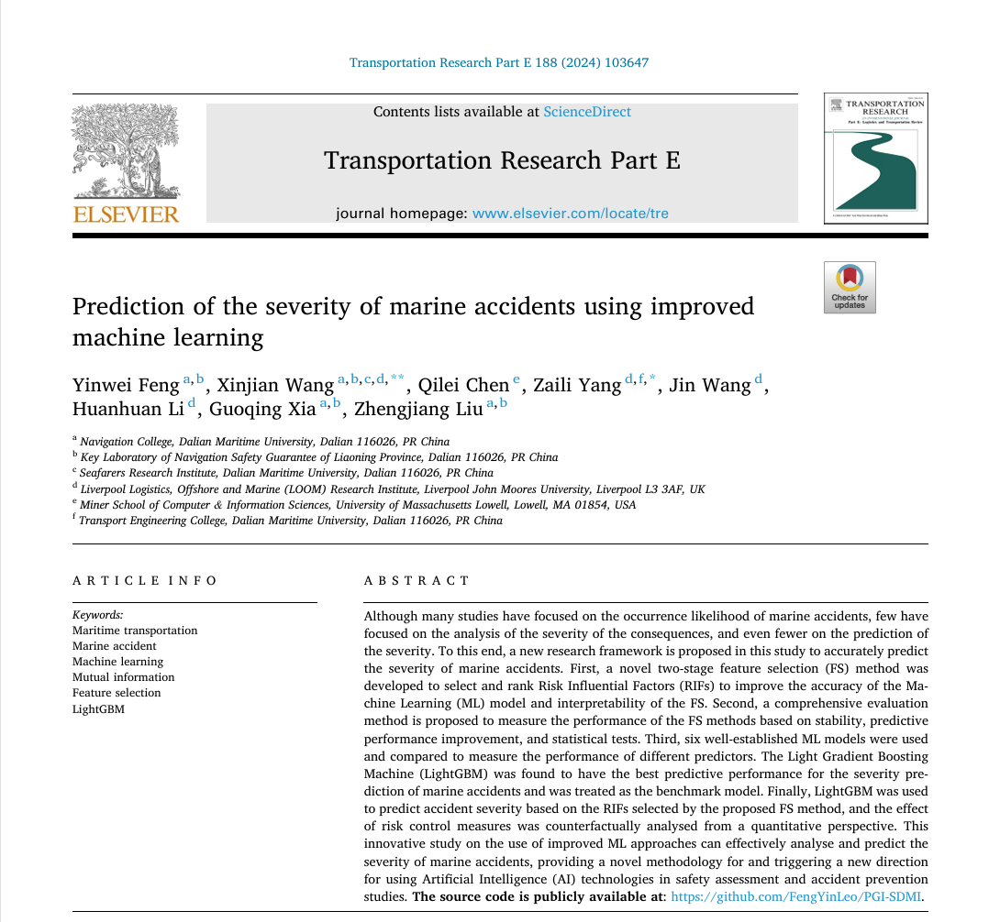 Transportation Research Part E 188 (2024) 103647
Contents lists available at ScienceDirect
Transportation Research Part E
journal homepage: www.elsevier.com/locate/tre
ELSEVIER
TRANSPORTATION
RESEARCH
Check for
updates
Prediction of the severity of marine accidents using improved
machine learning
Yinwei Feng a,b, Xinjian Wang a,b,c,d,**, Qilei Chen e, Zaili Yang d,f,*, Jin Wang d,
Huanhuan Li d, Guoqing Xia a,b, Zhengjiang Liu a,b
a Navigation College, Dalian Maritime University, Dalian 116026, PR China
b Key Laboratory of Navigation Safety Guarantee of Liaoning Province, Dalian 116026, PR China
c Seafarers Research Institute, Dalian Maritime University, Dalian 116026, PR China
d Liverpool Logistics, Offshore and Marine (LOOM) Research Institute, Liverpool John Moores University, Liverpool L3 3AF, UK
e Miner School of Computer & Information Sciences, University of Massachusetts Lowell, Lowell, MA 01854, USA
f Transport Engineering College, Dalian Maritime University, Dalian 116026, PR China
ARTICLE INFO
Keywords:
Maritime transportation
Marine accident
Machine learning
Mutual information
Feature selection
LightGBM
ABSTRACT
Although many studies have focused on the occurrence likelihood of marine accidents, few have
focused on the analysis of the severity of the consequences, and even fewer on the prediction of
the severity. To this end, a new research framework is proposed in this study to accurately predict
the severity of marine accidents. First, a novel two-stage feature selection (FS) method was
developed to select and rank Risk Influential Factors (RIFs) to improve the accuracy of the Ma-
chine Learning (ML) model and interpretability of the FS. Second, a comprehensive evaluation
method is proposed to measure the performance of the FS methods based on stability, predictive
performance improvement, and statistical tests. Third, six well-established ML models were used
and compared to measure the performance of different predictors. The Light Gradient Boosting
Machine (LightGBM) was found to have the best predictive performance for the severity pre-
diction of marine accidents and was treated as the benchmark model. Finally, LightGBM was used
to predict accident severity based on the RIFs selected by the proposed FS method, and the effect
of risk control measures was counterfactually analysed from a quantitative perspective. This
innovative study on the use of improved ML approaches can effectively analyse and predict the
severity of marine accidents, providing a novel methodology for and triggering a new direction
for using Artificial Intelligence (AI) technologies in safety assessment and accident prevention
studies. The source code is publicly available at: https://github.com/FengYinLeo/PGI-SDMI.